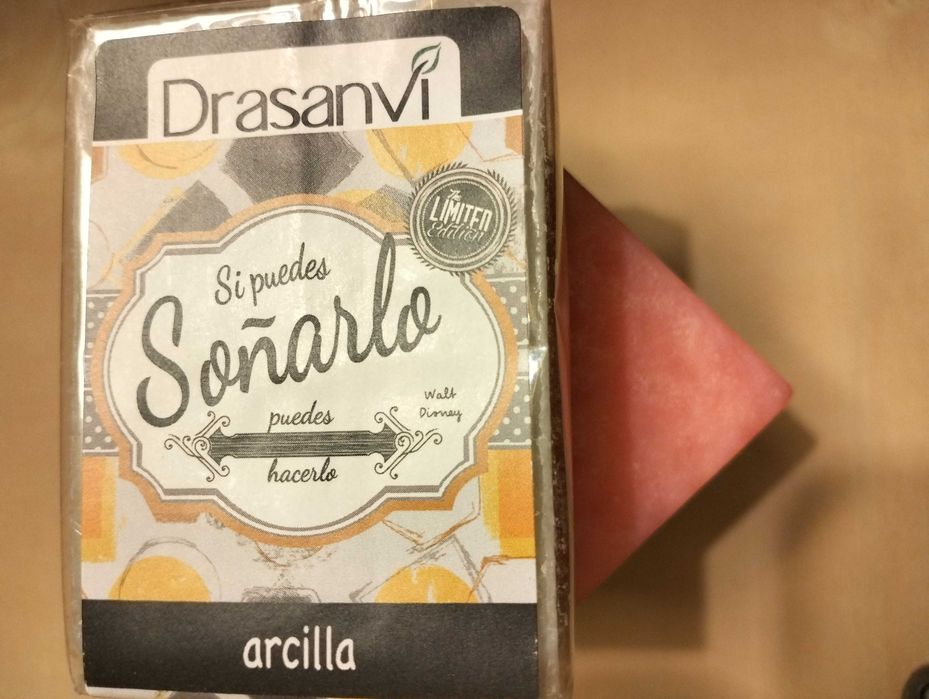 Drasanvi
The
LIMITED
Edition
Si puedes
Soñarlo
puedes
Walt
Disney
hacerlo
arcilla